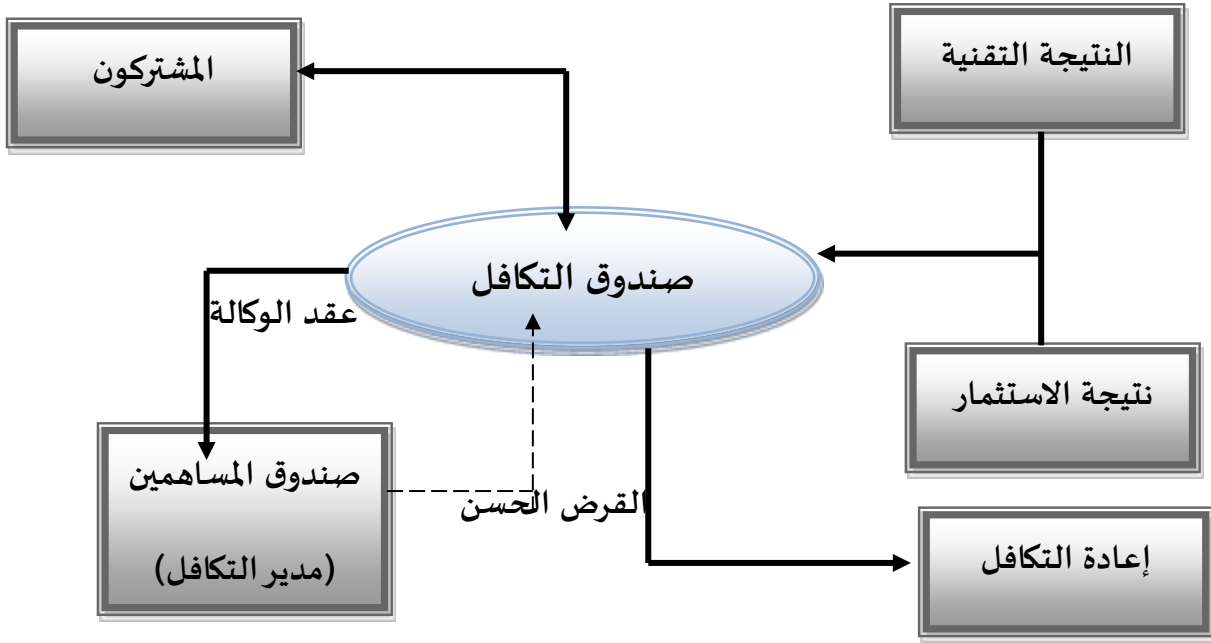 النتيجة التقنية
المشتركون
صندوق التكافل
عقد الوكالة
نتيجة الاستثمار
صندوق المساهمين
(مدير التكافل)
القرض الحسن
إعادة التكافل